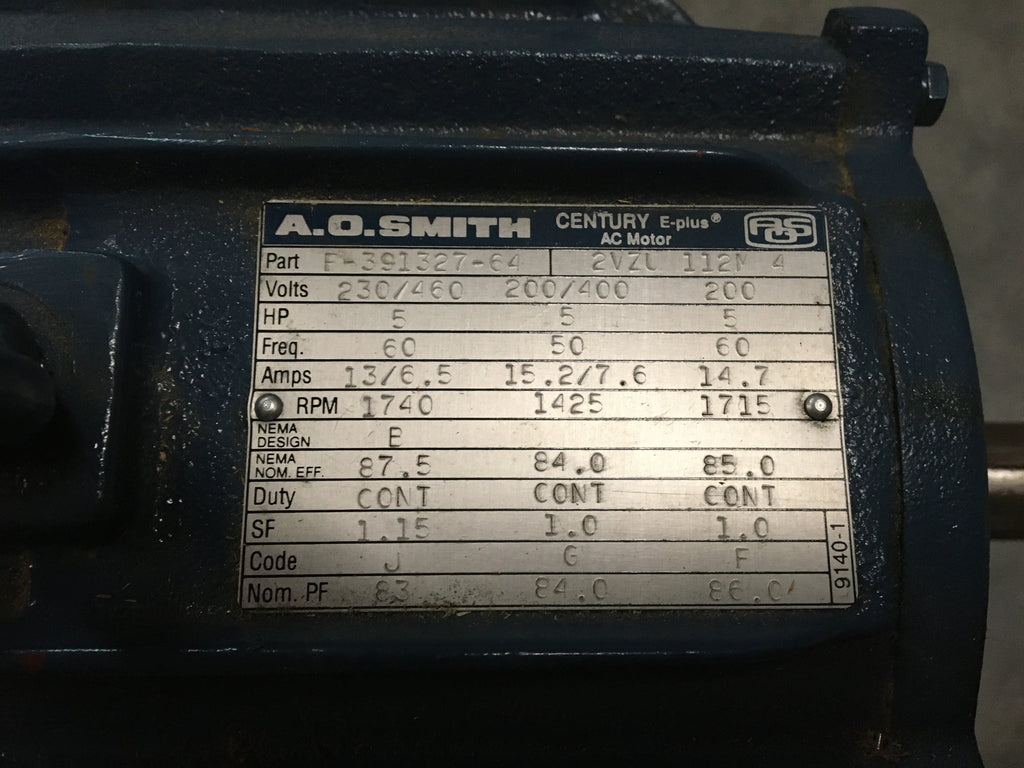 A.O.SMITH CENTURY E-plus® AC Motor AOS
Part P-391327-64 112M 4
Volts 230/460 200/400 200
HP 5 5 5
Freq. 60 50 60
Amps 13/6.5 15.2/7.6 14.7
RPM 1740 1425 1715
NEMA DESIGN B
NEMA NOM. EFF. 87.5 84.0 85.0
Duty CONT CONT CONT
SF 1.15 1.0 1.0
Code J G F
Nom. PF 83 84.0 86.0
9140-1